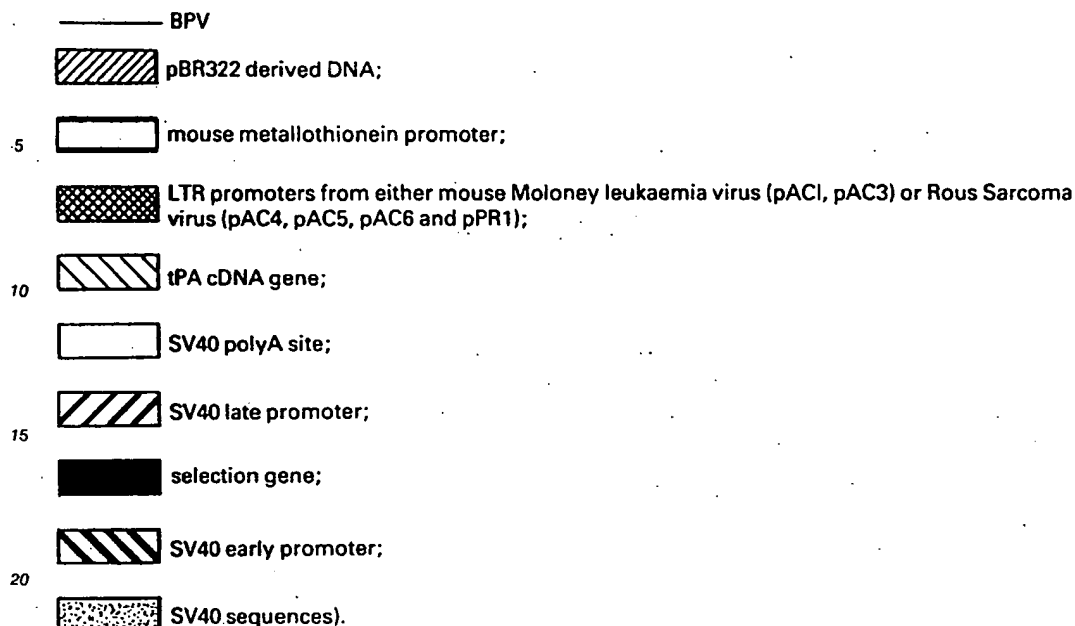 BPV
pBR322 derived DNA;
5 mouse metallothionein promoter;
LTR promoters from either mouse Moloney leukaemia virus (pACI, pAC3) or Rous Sarcoma
virus (pAC4, pAC5, pAC6 and pPR1);
10 tPA cDNA gene;
SV40 polyA site;
SV40 late promoter;
15
selection gene;
SV40 early promoter;
20
SV40 sequences).